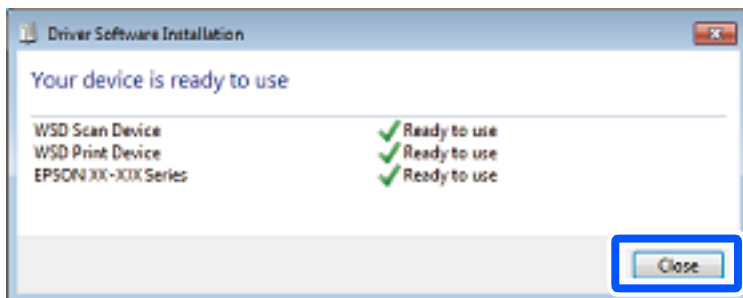 Driver Software Installation
Your device is ready to use
WSD Scan Device Ready to use
WSD Print Device Ready to use
EPSON XX-XXX Series Ready to use
Close